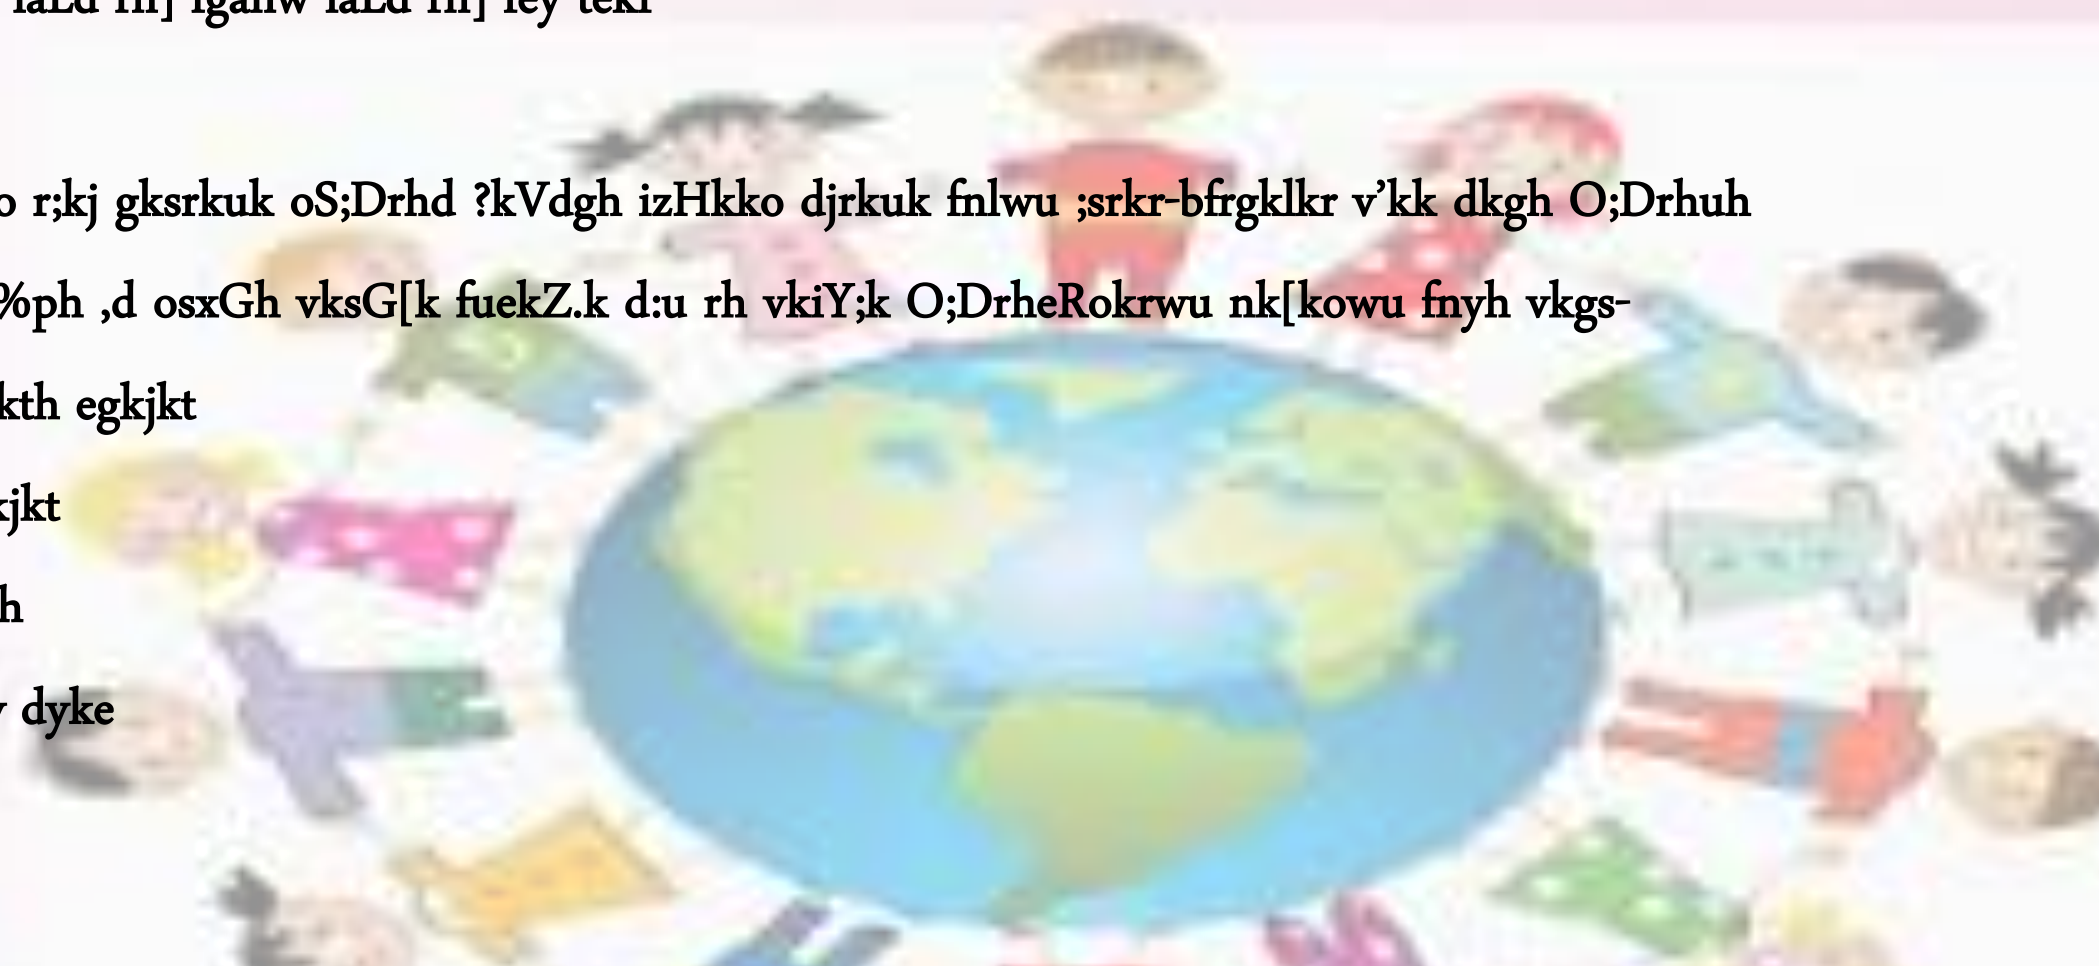 r;kj gksrkuk oS;Drhd ?kVdgh izHkko djrkuk fnlwu ;srkr-bfrgklkr v’kk dkgh O;Drhuh
%ph ,d osxGh vksG[k fuekZ.k d:u rh vkiY;k O;DrheRokrwu nk[kowu fnyh vkgs-
kth egkjkt
kjkt
h
dyke